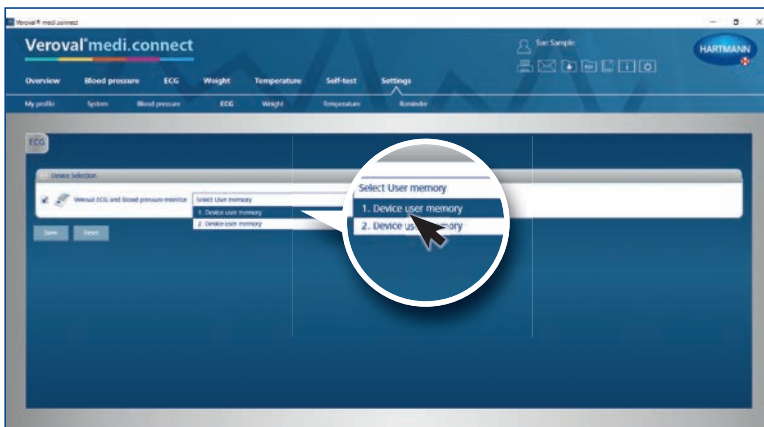 Veroval® medi.connect
Veroval®medi.connect
Sue Sample
HARTMANN
Overview Blood pressure ECG Weight Temperature Self-test Settings
My profile System Blood pressure ECG Weight Temperature Reminder
ECG
Device Selection
Veroval ECG and blood pressure monitor
Select User memory
1. Device user memory
2. Device user memory
Save Reset
Select User memory
1. Device user memory
2. Device us mory